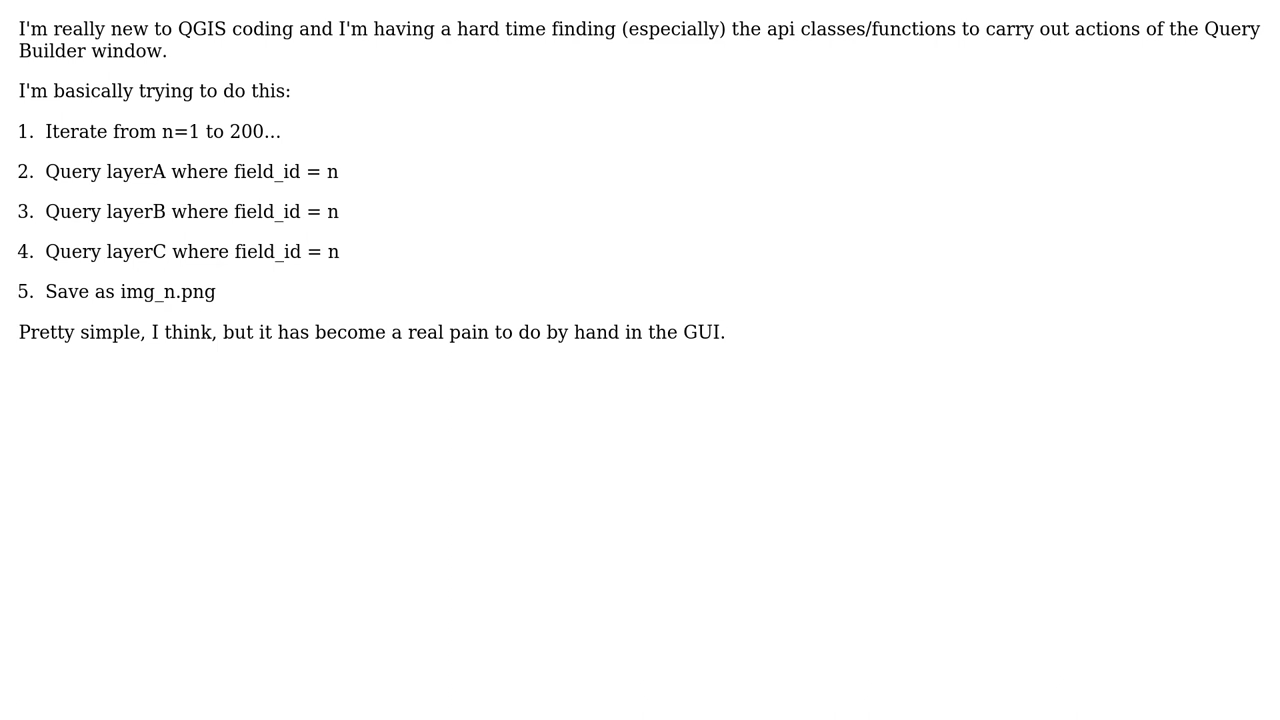 I'm really new to QGIS coding and I'm having a hard time finding (especially) the api classes/functions to carry out actions of the Query
Builder window.
I'm basically trying to do this:
1. Iterate from n=1 to 200...
2. Query layerA where field_id = n
3. Query layerB where field_id = n
4. Query layerC where field_id = n
5. Save as img_n.png
Pretty simple, I think, but it has become a real pain to do by hand in the GUI.